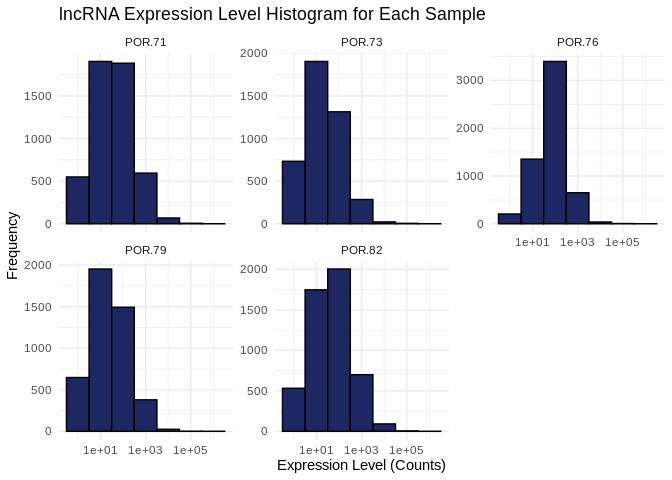 lncRNA Expression Level Histogram for Each Sample
POR.71
POR.73
POR.76
1500
1000
500
0
2000
1500
1000
500
0
3000
2000
1000
0
1e+01 1e+03 1e+05
Frequency
POR.79
POR.82
2000
1500
1000
500
0
2000
1500
1000
500
0
1e+01 1e+03 1e+05
1e+01 1e+03 1e+05
Expression Level (Counts)